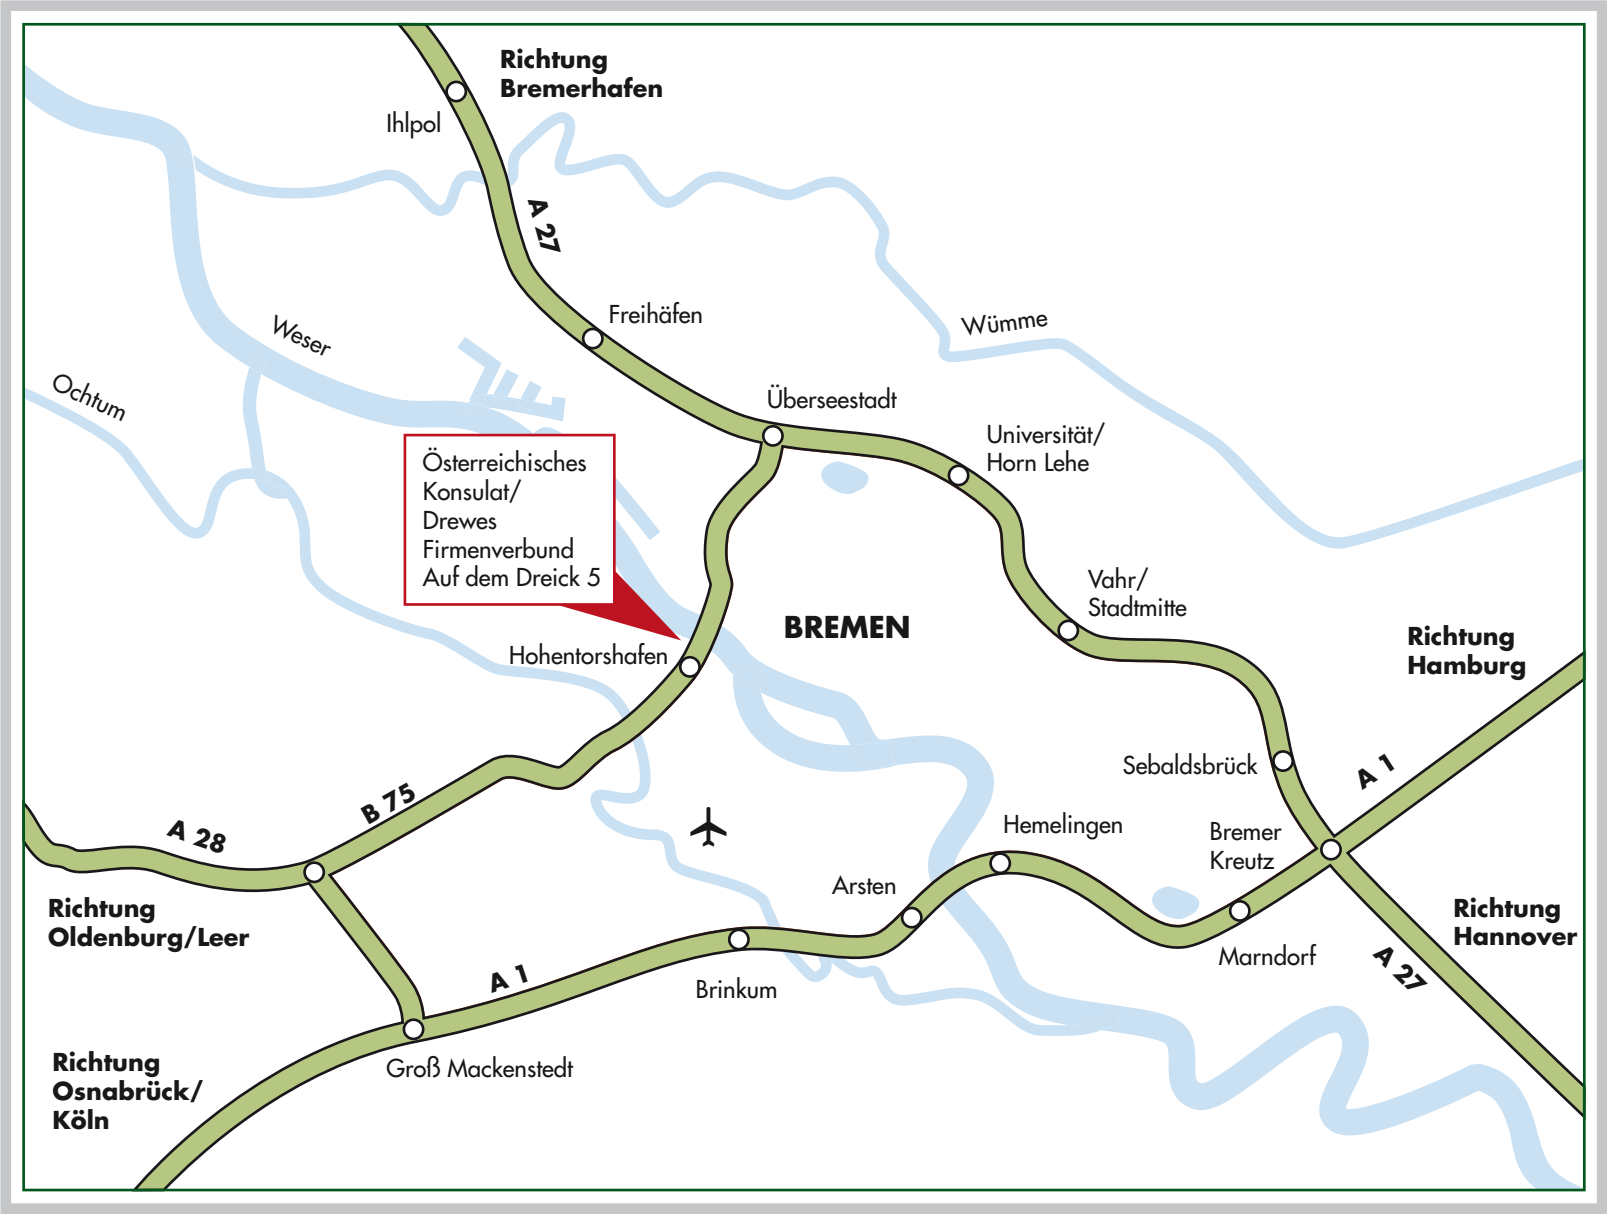 Richtung
Bremerhafen
Ihlpol
A 27
Freihäfen
Weser
Wümme
Ochtum
Überseestadt
Universität/
Horn Lehe
Österreichisches
Konsulat/
Drewes
Firmenverbund
Auf dem Dreick 5
Vahr/
Stadtmitte
BREMEN
Richtung
Hamburg
Hohentorshafen
Sebaldsbrück
A 1
B 75
A 28
Hemelingen
Bremer
Kreutz
Arsten
Richtung
Oldenburg/Leer
Richtung
Hannover
Marndorf
A 27
A 1
Brinkum
Groß Mackenstedt
Richtung
Osnabrück/
Köln